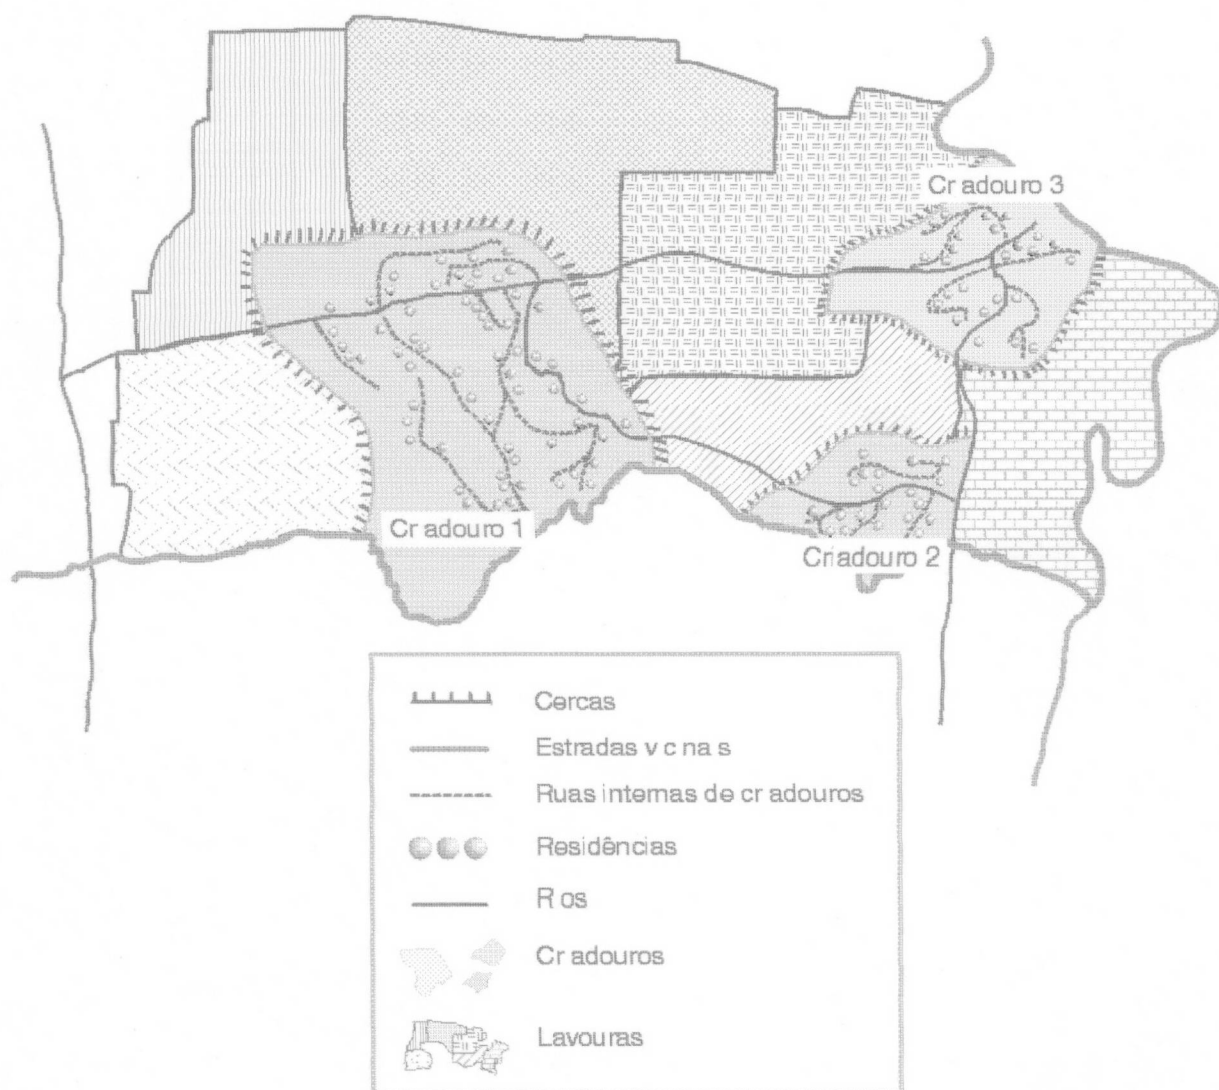 Cr adouro 3
Cr adouro 1
Criadouro 2
Cercas
Estradas v c na s
Ruas internas de cr adouros
Residências
R os
Cr adouros
Lavouras